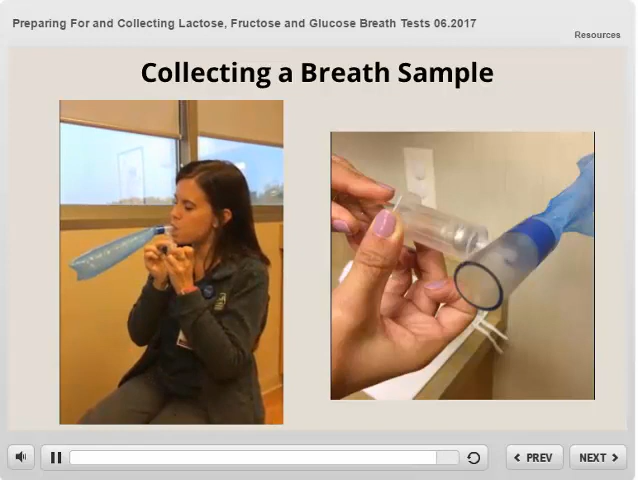 Preparing For and Collecting Lactose, Fructose and Glucose Breath Tests 06.2017
Resources
Collecting a Breath Sample
PREV
NEXT